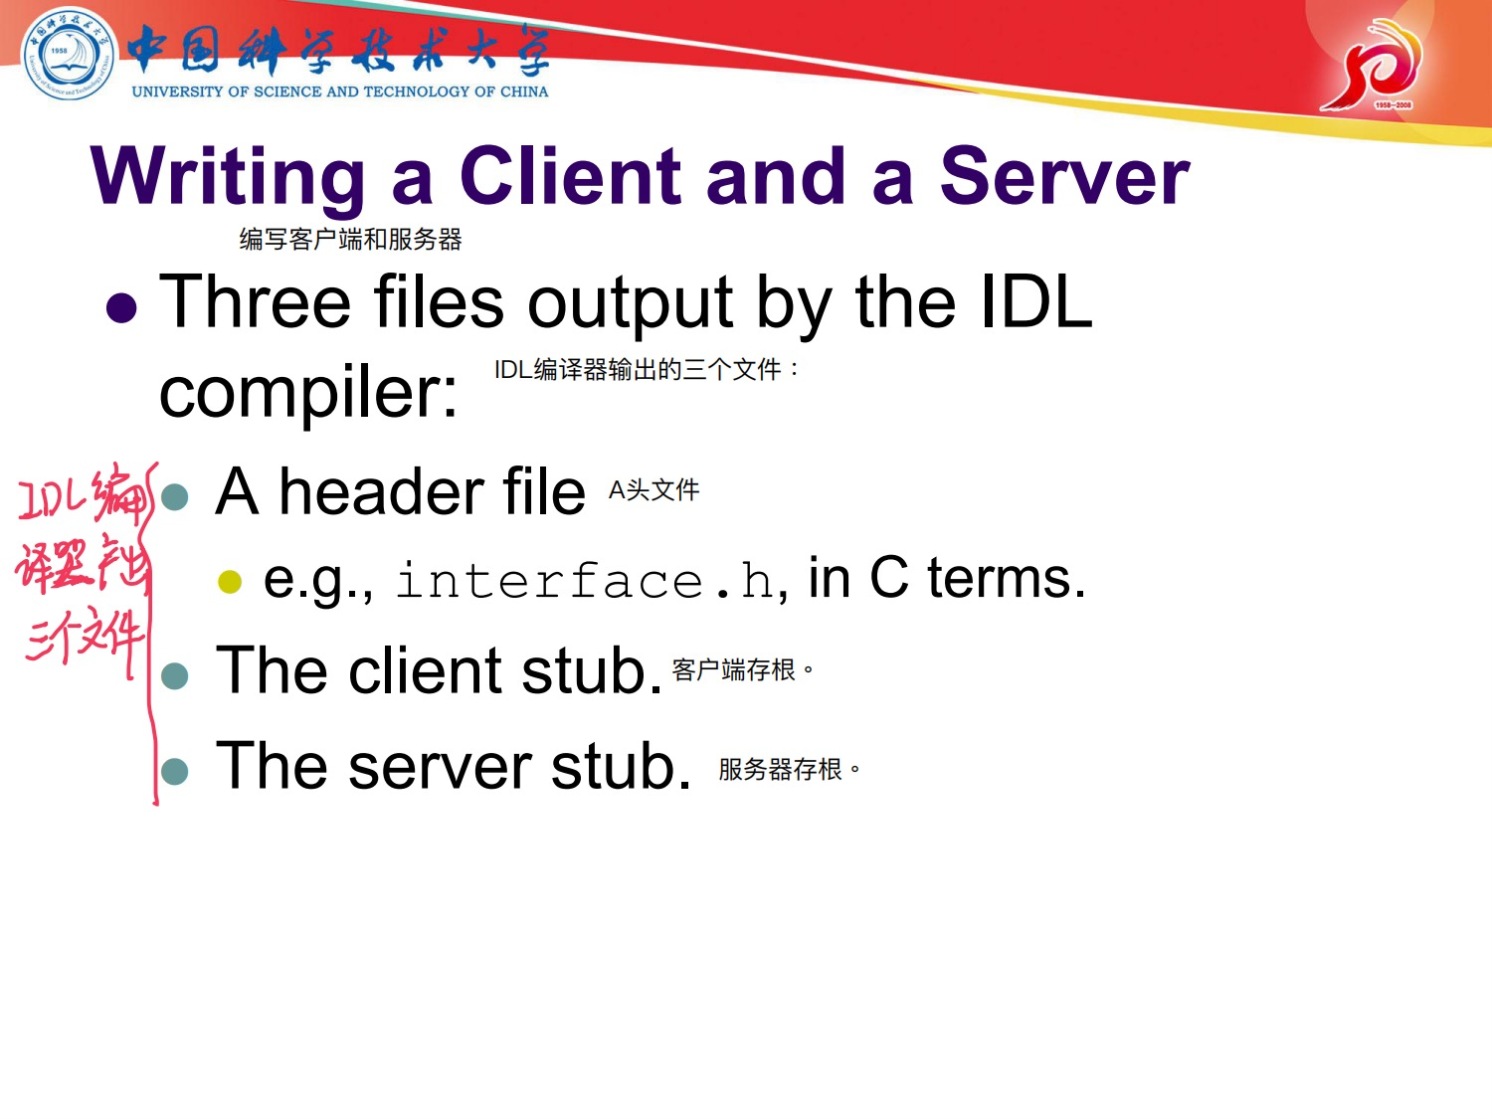 中国科学技术大学
1958
UNIVERSITY OF SCIENCE AND TECHNOLOGY OF CHINA
1958—2008
Writing a Client and a Server
编写客户端和服务器
Three files output by the IDL
compiler:
IDL编译器输出的三个文件：
IDL编
译器产出
三个文件
A header file A头文件
e.g., interface.h, in C terms.
The client stub. 客户端存根。
The server stub. 服务器存根。